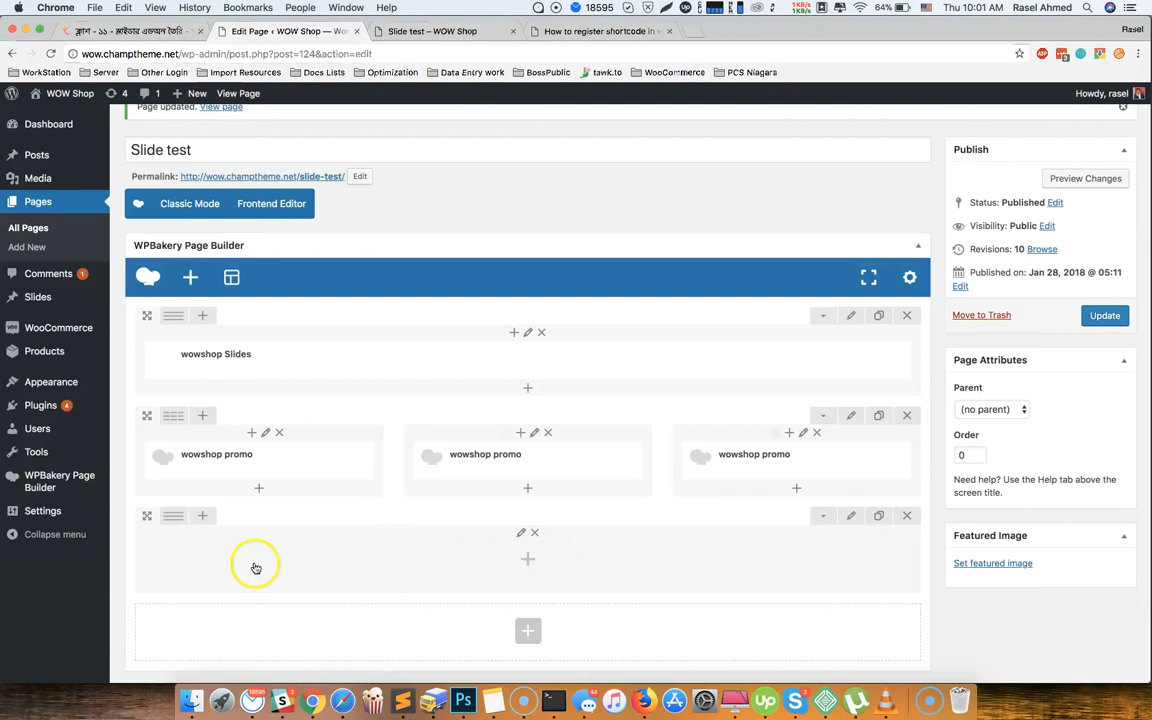 Chrome File Edit View History Bookmarks People Window Help 18595 64% Thu 10:01 AM Rasel Ahmed
ক্লাশ - ১১ - স্লাইডার এডঅন তৈরি - Edit Page ‹ WOW Shop — Wor Slide test – WOW Shop How to register shortcode in w Rasel
wow.champtheme.net/wp-admin/post.php?post=124&action=edit
WorkStation Server Other Login Import Resources Docs Lists Optimization Data Entry work BossPublic tawk.to WooCommerce PCS Niagara
WOW Shop 4 1 New View Page Howdy, rasel
Page updated. View page
Dashboard
Posts
Media
Pages
All Pages
Add New
Comments 1
Slides
WooCommerce
Products
Appearance
Plugins 4
Users
Tools
WPBakery Page
Builder
Settings
Collapse menu
Slide test
Permalink: http://wow.champtheme.net/slide-test/ Edit
Classic Mode Frontend Editor
WPBakery Page Builder
wowshop Slides
wowshop promo wowshop promo wowshop promo
Publish
Preview Changes
Status: Published Edit
Visibility: Public Edit
Revisions: 10 Browse
Published on: Jan 28, 2018 @ 05:11
Edit
Move to Trash Update
Page Attributes
Parent
(no parent)
Order
0
Need help? Use the Help tab above the
screen title.
Featured Image
Set featured image